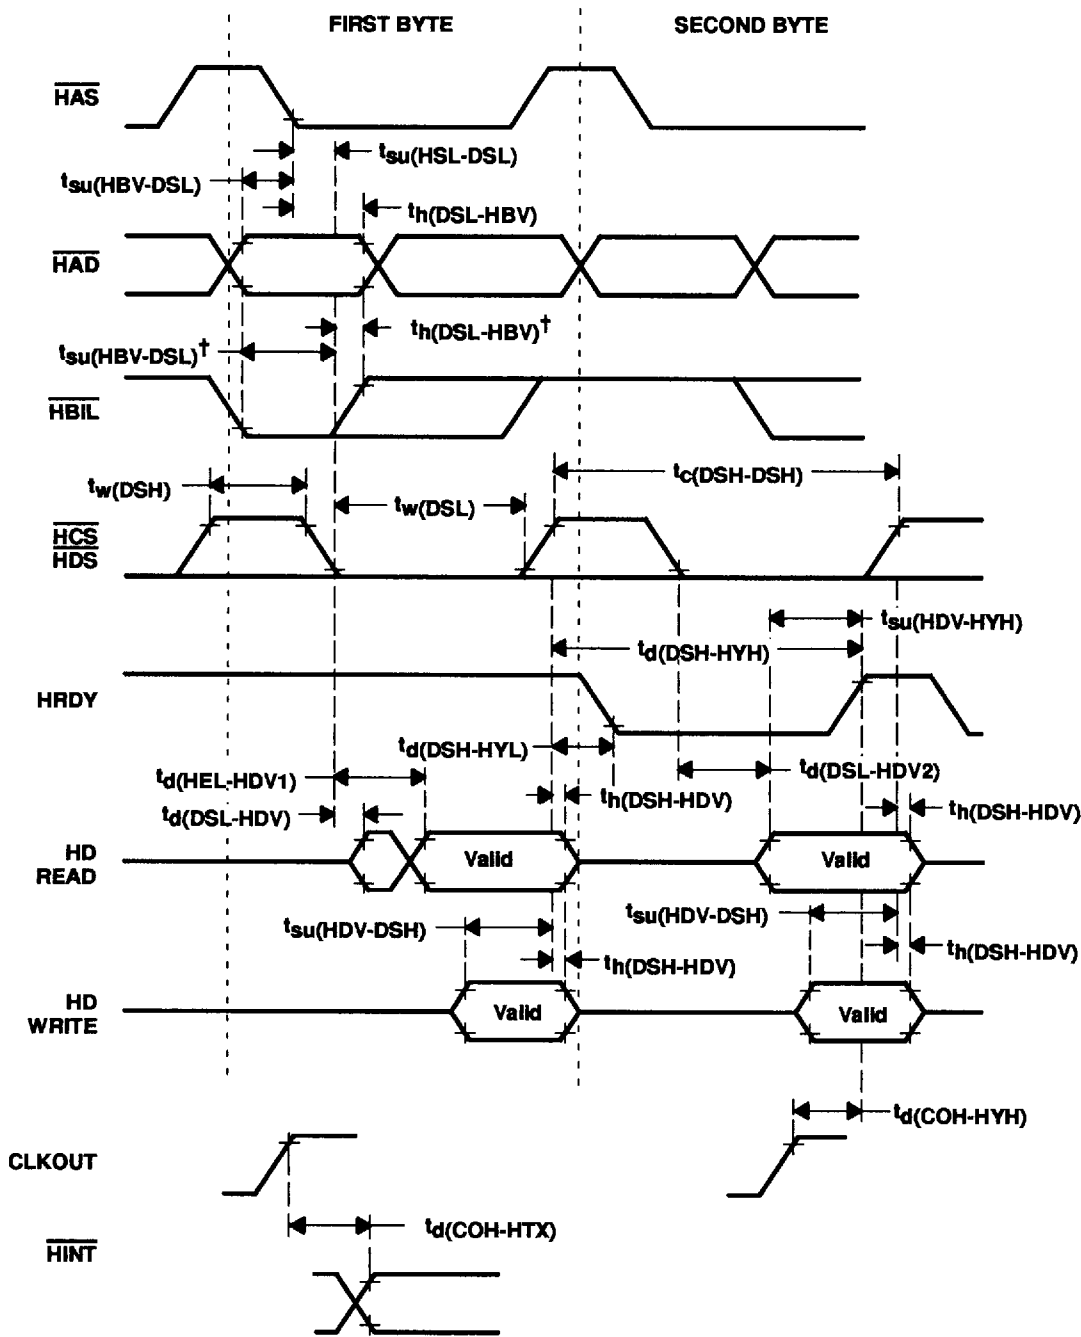 FIRST BYTE SECOND BYTE
HAS
tsu(HSL-DSL)
tsu(HBV-DSL)
th(DSL-HBV)
HAD
th(DSL-HBV)†
tsu(HBV-DSL)†
HBIL
tc(DSH-DSH)
tw(DSH)
tw(DSL)
HCS
HDS
tsu(HDV-HYH)
td(DSH-HYH)
HRDY
td(DSH-HYL)
td(HEL-HDV1) td(DSL-HDV2)
th(DSH-HDV) th(DSH-HDV)
td(DSL-HDV)
HD
READ
Valid Valid
tsu(HDV-DSH) tsu(HDV-DSH)
th(DSH-HDV) th(DSH-HDV)
HD
WRITE
Valid Valid
td(COH-HYH)
CLKOUT
td(COH-HTX)
HINT